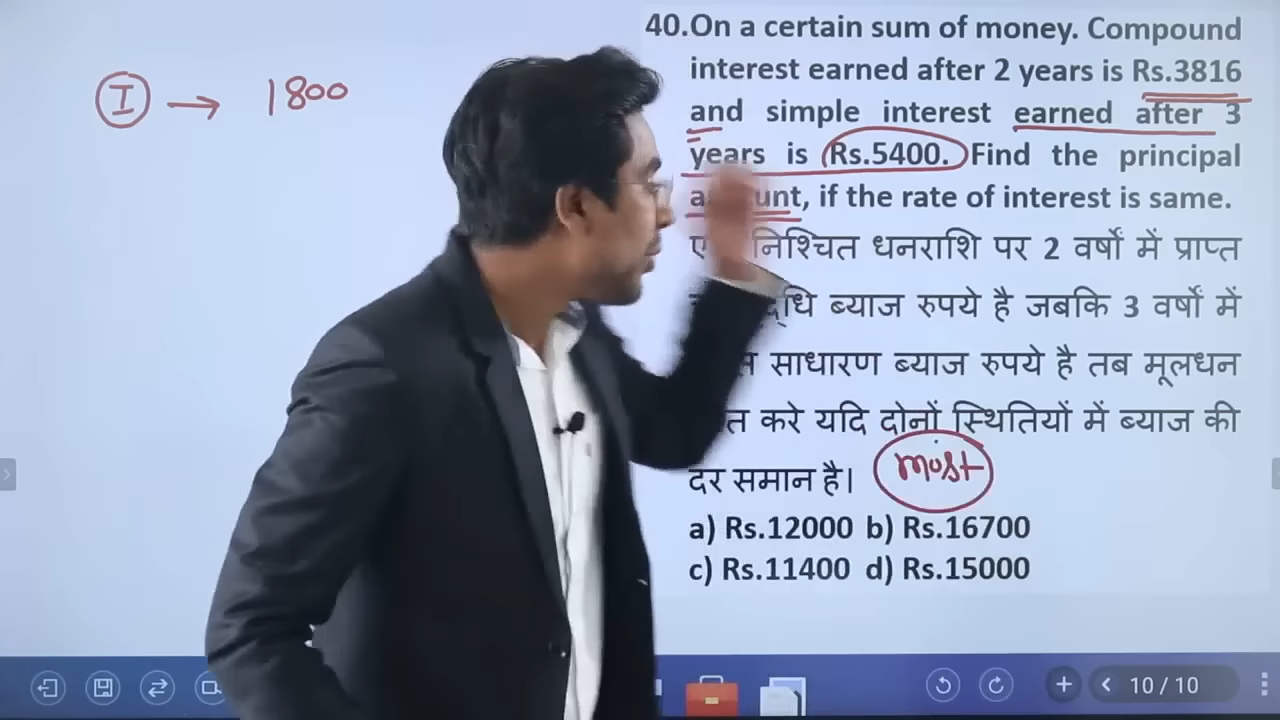 I → 1800
40.On a certain sum of money. Compound
interest earned after 2 years is Rs.3816
and simple interest earned after 3
years is Rs.5400. Find the principal
if the rate of interest is same.
निश्चित धनराशि पर 2 वर्षों में प्राप्त
ब्याज रुपये है जबकि 3 वर्षों में
साधारण ब्याज रुपये है तब मूलधन
करे यदि दोनों स्थितियों में ब्याज की
दर समान है। most
a) Rs.12000 b) Rs.16700
c) Rs.11400 d) Rs.15000
10 / 10